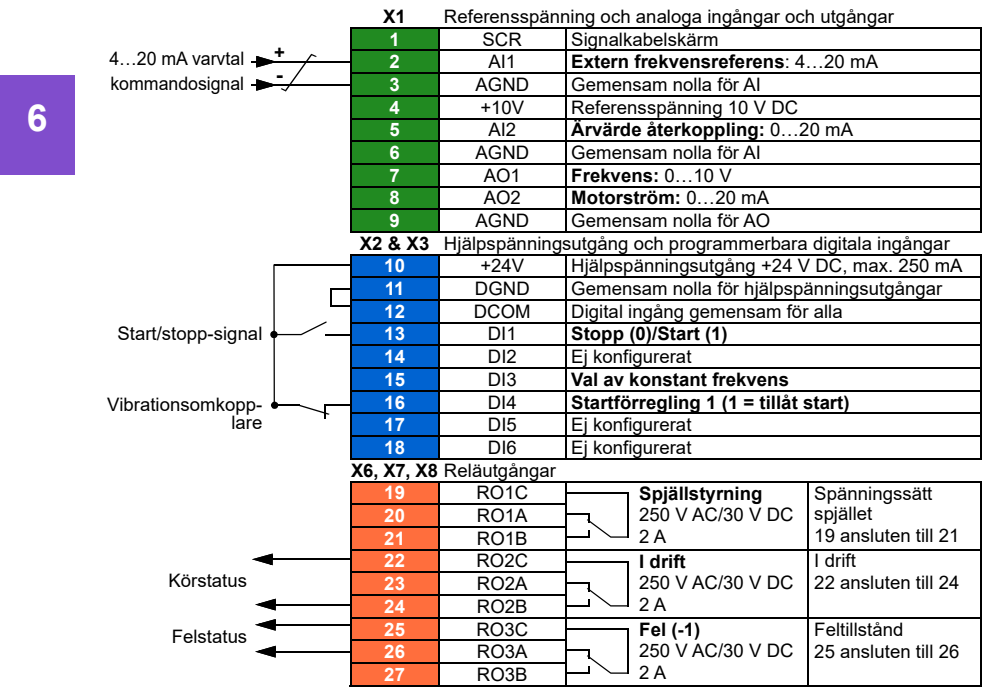 X1 Referensspänning och analoga ingångar och utgångar
1 SCR Signalkabelskärm
4…20 mA varvtal + 2 AI1 Extern frekvensreferens: 4…20 mA
kommandosignal - 3 AGND Gemensam nolla för AI
4 +10V Referensspänning 10 V DC
6
5 AI2 Ärvärde återkoppling: 0…20 mA
6 AGND Gemensam nolla för AI
7 AO1 Frekvens: 0…10 V
8 AO2 Motorström: 0…20 mA
9 AGND Gemensam nolla för AO
X2 & X3 Hjälpspänningsutgång och programmerbara digitala ingångar
10 +24V Hjälpspänningsutgång +24 V DC, max. 250 mA
11 DGND Gemensam nolla för hjälpspänningsutgångar
12 DCOM Digital ingång gemensam för alla
Start/stopp-signal 13 DI1 Stopp (0)/Start (1)
14 DI2 Ej konfigurerat
15 DI3 Val av konstant frekvens
Vibrationsomkopp- 16 DI4 Startförregling 1 (1 = tillåt start)
lare
17 DI5 Ej konfigurerat
18 DI6 Ej konfigurerat
X6, X7, X8 Reläutgångar
19 RO1C Spjällstyrning Spänningssätt
20 RO1A 250 V AC/30 V DC spjället
21 RO1B 2 A 19 ansluten till 21
22 RO2C I drift I drift
Körstatus 23 RO2A 250 V AC/30 V DC 22 ansluten till 24
24 RO2B 2 A
Felstatus
25 RO3C Fel (-1) Feltillstånd
26 RO3A 250 V AC/30 V DC 25 ansluten till 26
27 RO3B 2 A